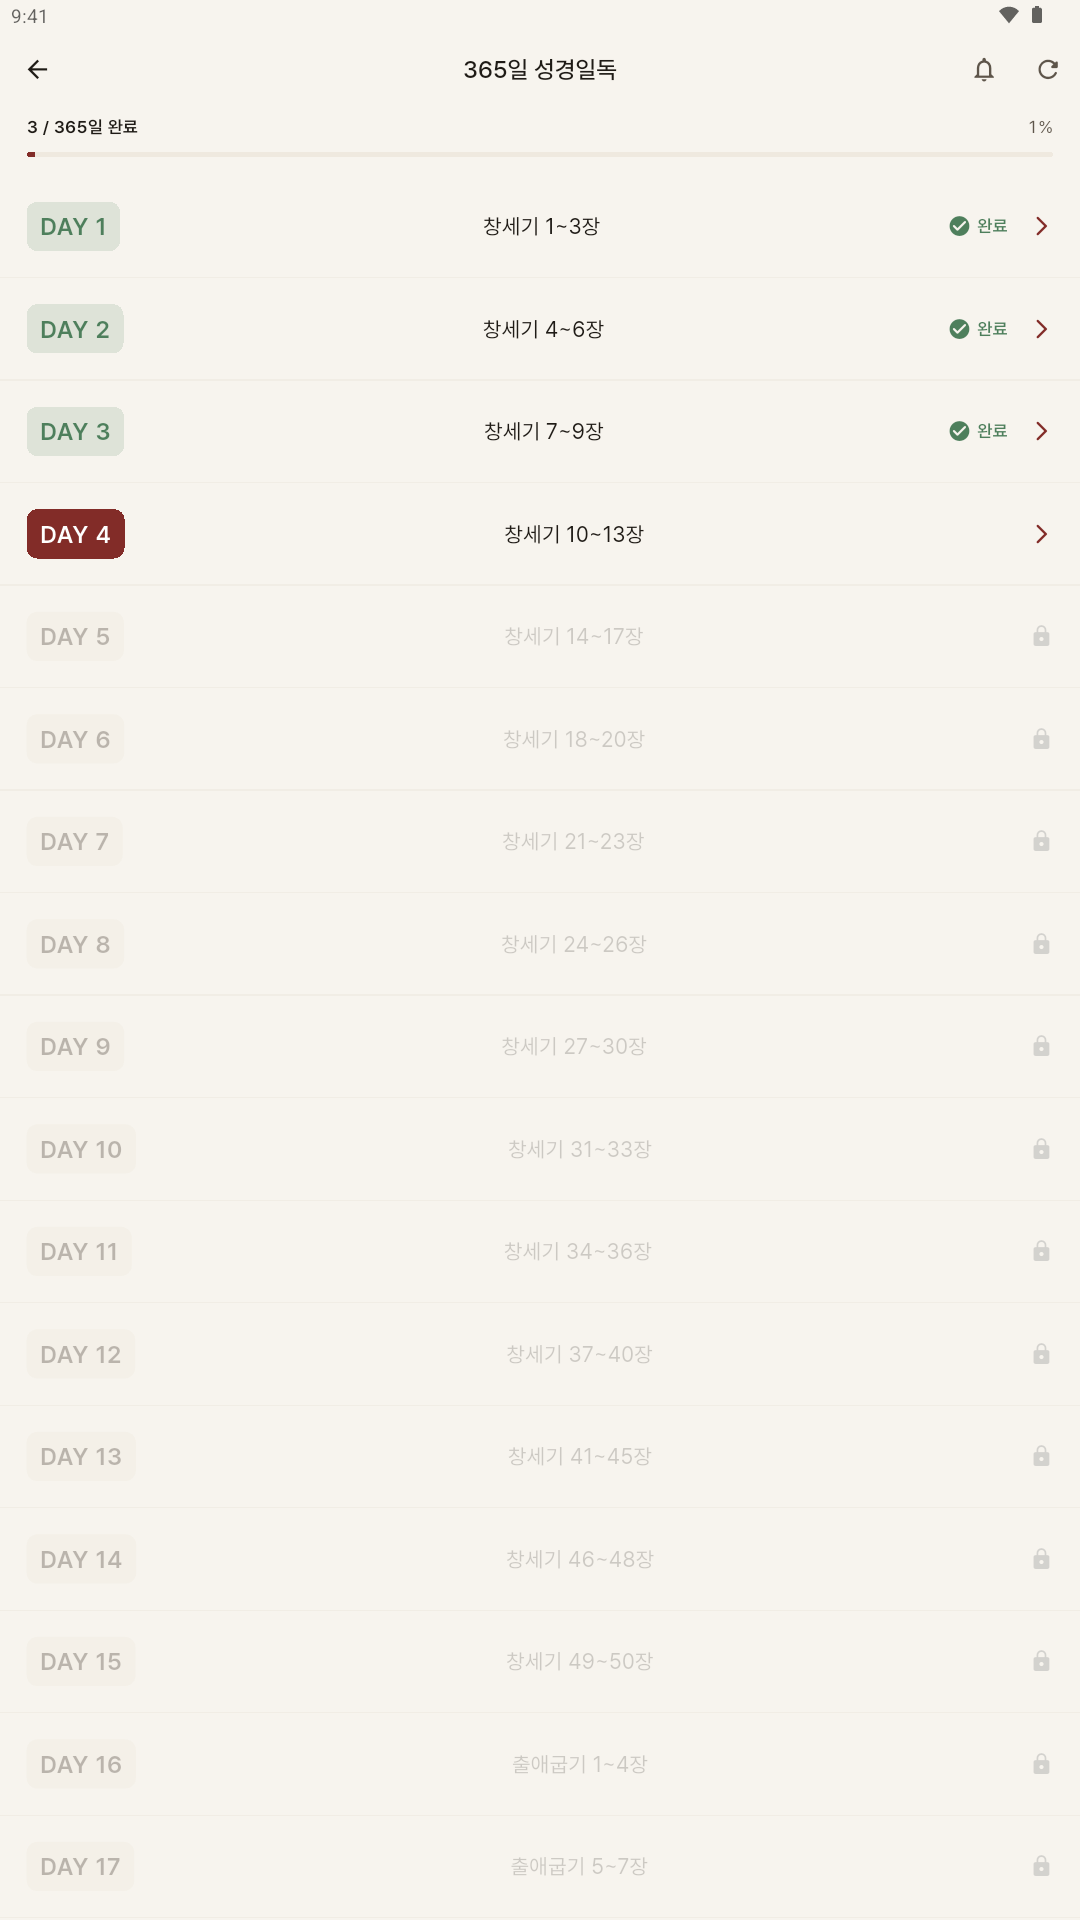 9:41
365일 성경일독
3 / 365일 완료 1%
DAY 1 창세기 1~3장 완료
DAY 2 창세기 4~6장 완료
DAY 3 창세기 7~9장 완료
DAY 4 창세기 10~13장
DAY 5 창세기 14~17장
DAY 6 창세기 18~20장
DAY 7 창세기 21~23장
DAY 8 창세기 24~26장
DAY 9 창세기 27~30장
DAY 10 창세기 31~33장
DAY 11 창세기 34~36장
DAY 12 창세기 37~40장
DAY 13 창세기 41~45장
DAY 14 창세기 46~48장
DAY 15 창세기 49~50장
DAY 16 출애굽기 1~4장
DAY 17 출애굽기 5~7장